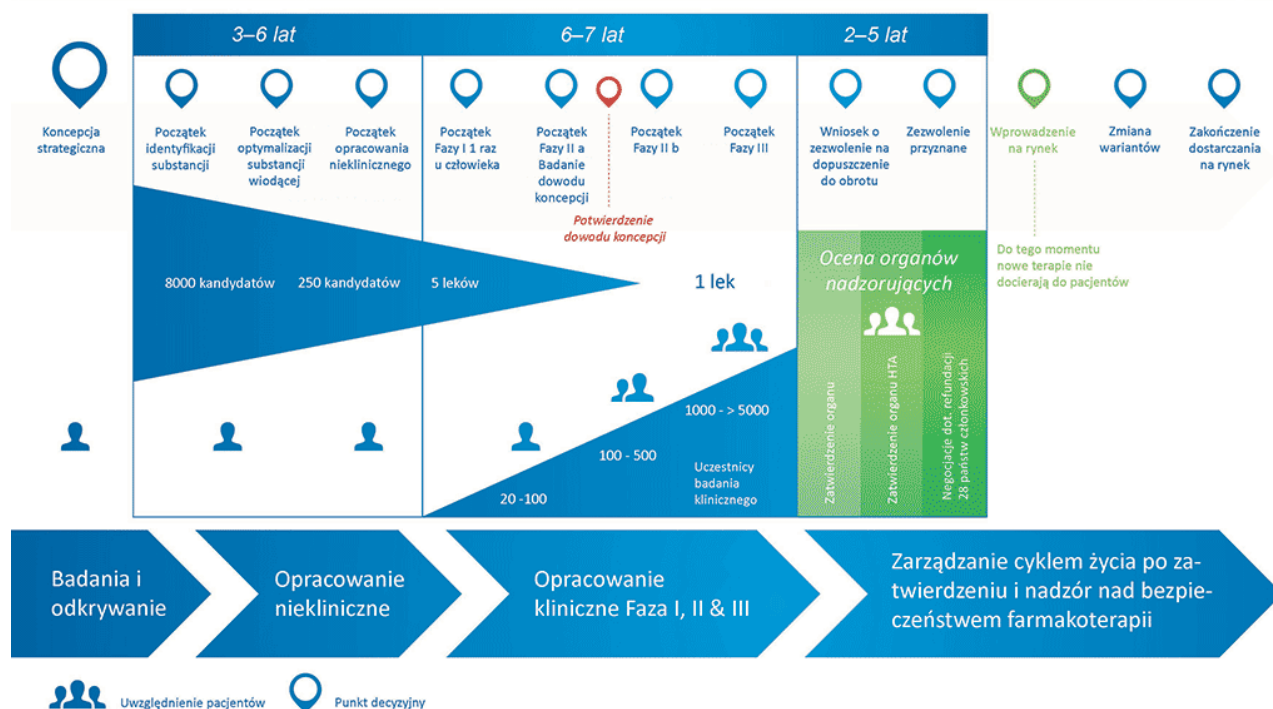 3–6 lat
6–7 lat
2–5 lat
Koncepcja
strategiczna
Początek
identyfikacji
substancji
Początek
optymalizacji
substancji
wiodącej
Początek
opracowania
nieklinicznego
Początek
Fazy I 1 raz
u człowieka
Początek
Fazy II a
Badanie
dowodu
koncepcji
Potwierdzenie
dowodu koncepcji
Początek
Fazy II b
Początek
Fazy III
Wniosek o
zezwolenie na
dopuszczenie
do obrotu
Zezwolenie
przyznane
Wprowadzenie
na rynek
Zmiana
wariantów
Zakończenie
dostarczania
na rynek
8000 kandydatów
250 kandydatów
5 leków
1 lek
Ocena organów
nadzorujących
Do tego momentu
nowe terapie nie
docierają do pacjentów
20 -100
100 - 500
1000 - > 5000
Uczestnicy
badania
klinicznego
Zatwierdzenie organu
Zatwierdzenie organu HTA
Negocjacje dot. refundacji
28 państw członkowskich
Badania i
odkrywanie
Opracowanie
niekliniczne
Opracowanie
kliniczne Faza I, II & III
Zarządzanie cyklem życia po za-
twierdzeniu i nadzór nad bezpie-
czeństwem farmakoterapii
Uwzględnienie pacjentów
Punkt decyzyjny